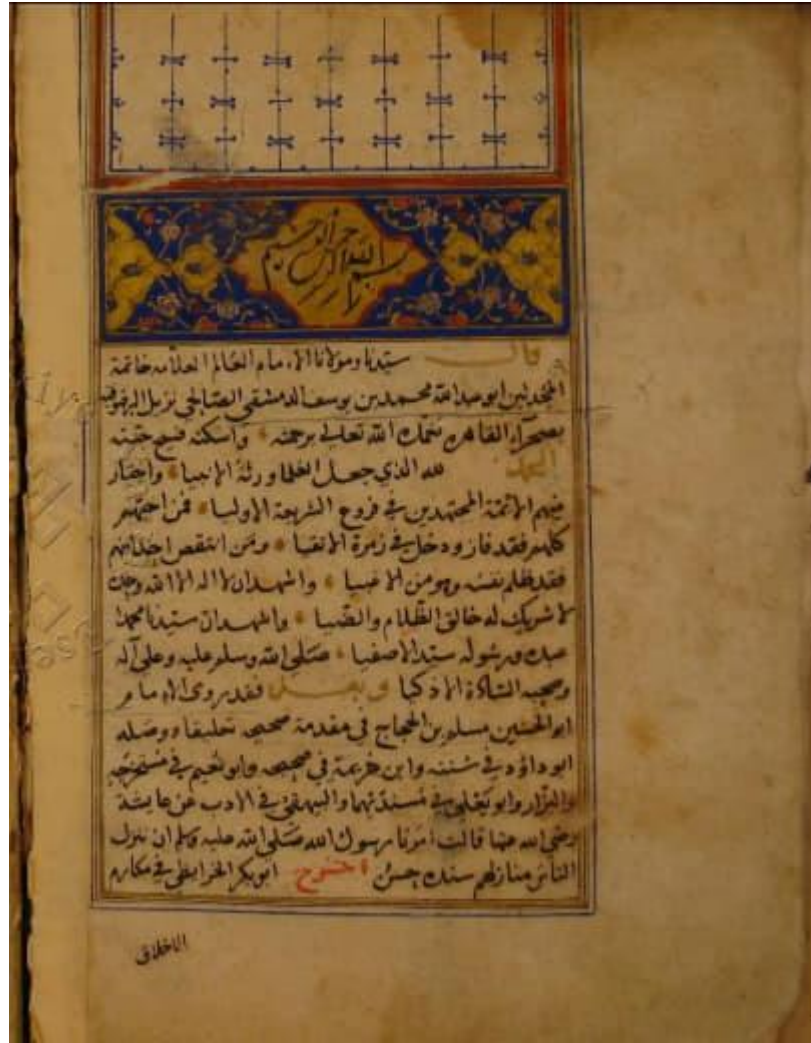 بسم الله الرحمن الرحيم
قال سيدنا ومولانا الامام العالم العلامة خاتمة
المحدثين ابو عبد الله محمد بن يوسف الدمشقي الصالحي نزيل البرقوقية
بصحراء القاهرة تغمده الله تعالى برحمته واسكنه فسيح جنته
الحمد لله الذي جعل العلما ورثة الانبيا واختار
منهم الائمة المجتهدين في فروع الشريعة الاوليا فمن احبهم
كلهم فقد فاز ودخل في زمرة الاتقيا ومن انتقص احدا منهم
فقد ظلم نفسه وهو من الاغبيا واشهد ان لا اله الا الله وحده
لا شريك له خالق الظلام والضيا واشهد ان سيدنا محمدا
عبده ورسوله سيد الاصفيا صلى الله وسلم عليه وعلى آله
وصحبه السادة الاذكيا وبعد فقد روى الامام
ابو الحسين مسلم بن الحجاج في مقدمة صحيحه تعليقا ووصله
ابو داؤد في سننه وابن خزيمة في صحيحه وابو نعيم في مستخرجه
والبزار وابو يعلى في مسنديهما والبيهقي في الادب عن عايشة
رضي الله عنها قالت امرنا رسول الله صلى الله عليه وسلم ان ننزل
الناس منازلهم سنده حسن ابو بكر الخرايطي في مكارم
الاخلاق